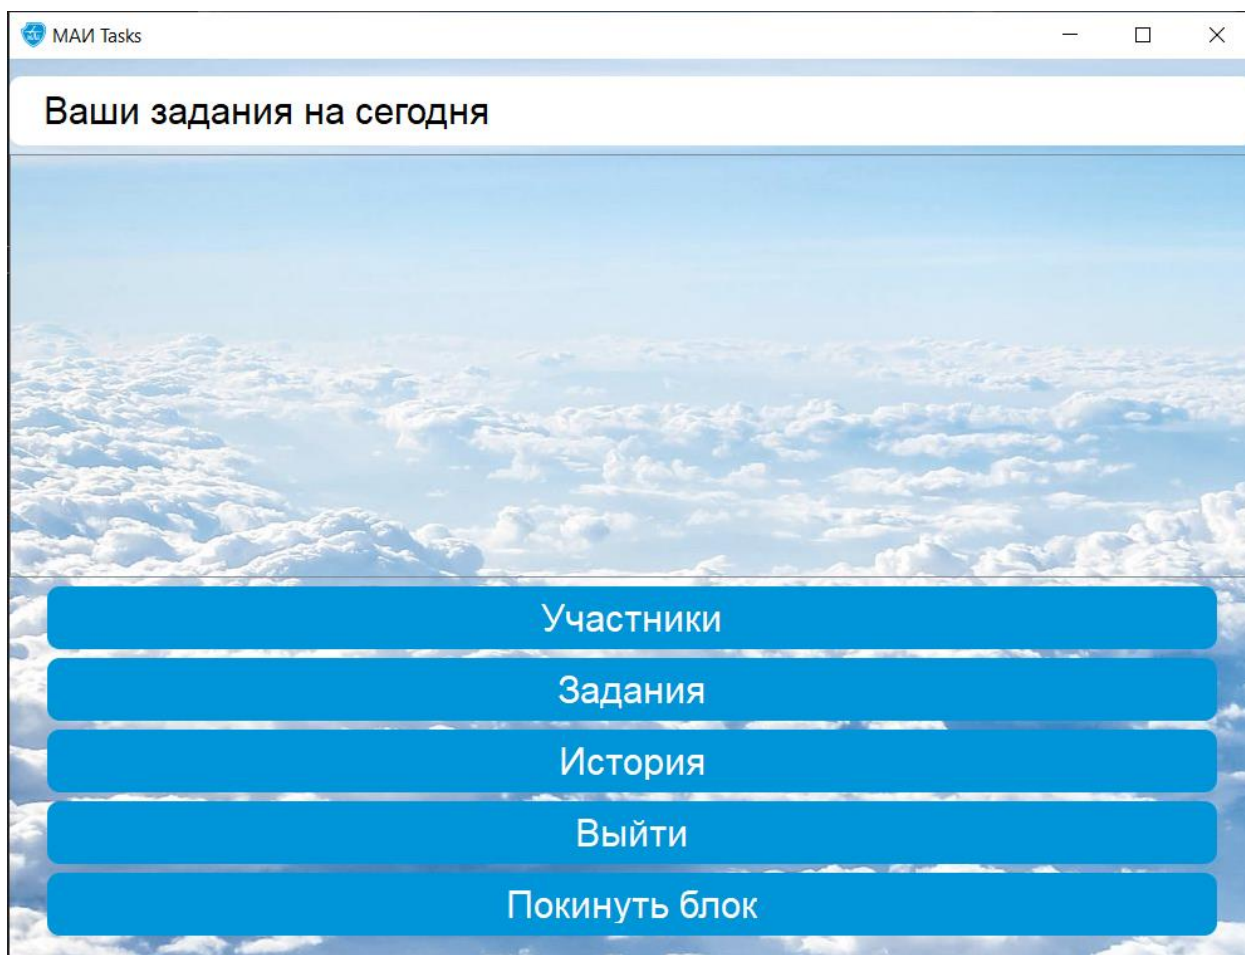 МАИ Tasks
Ваши задания на сегодня
Участники
Задания
История
Выйти
Покинуть блок